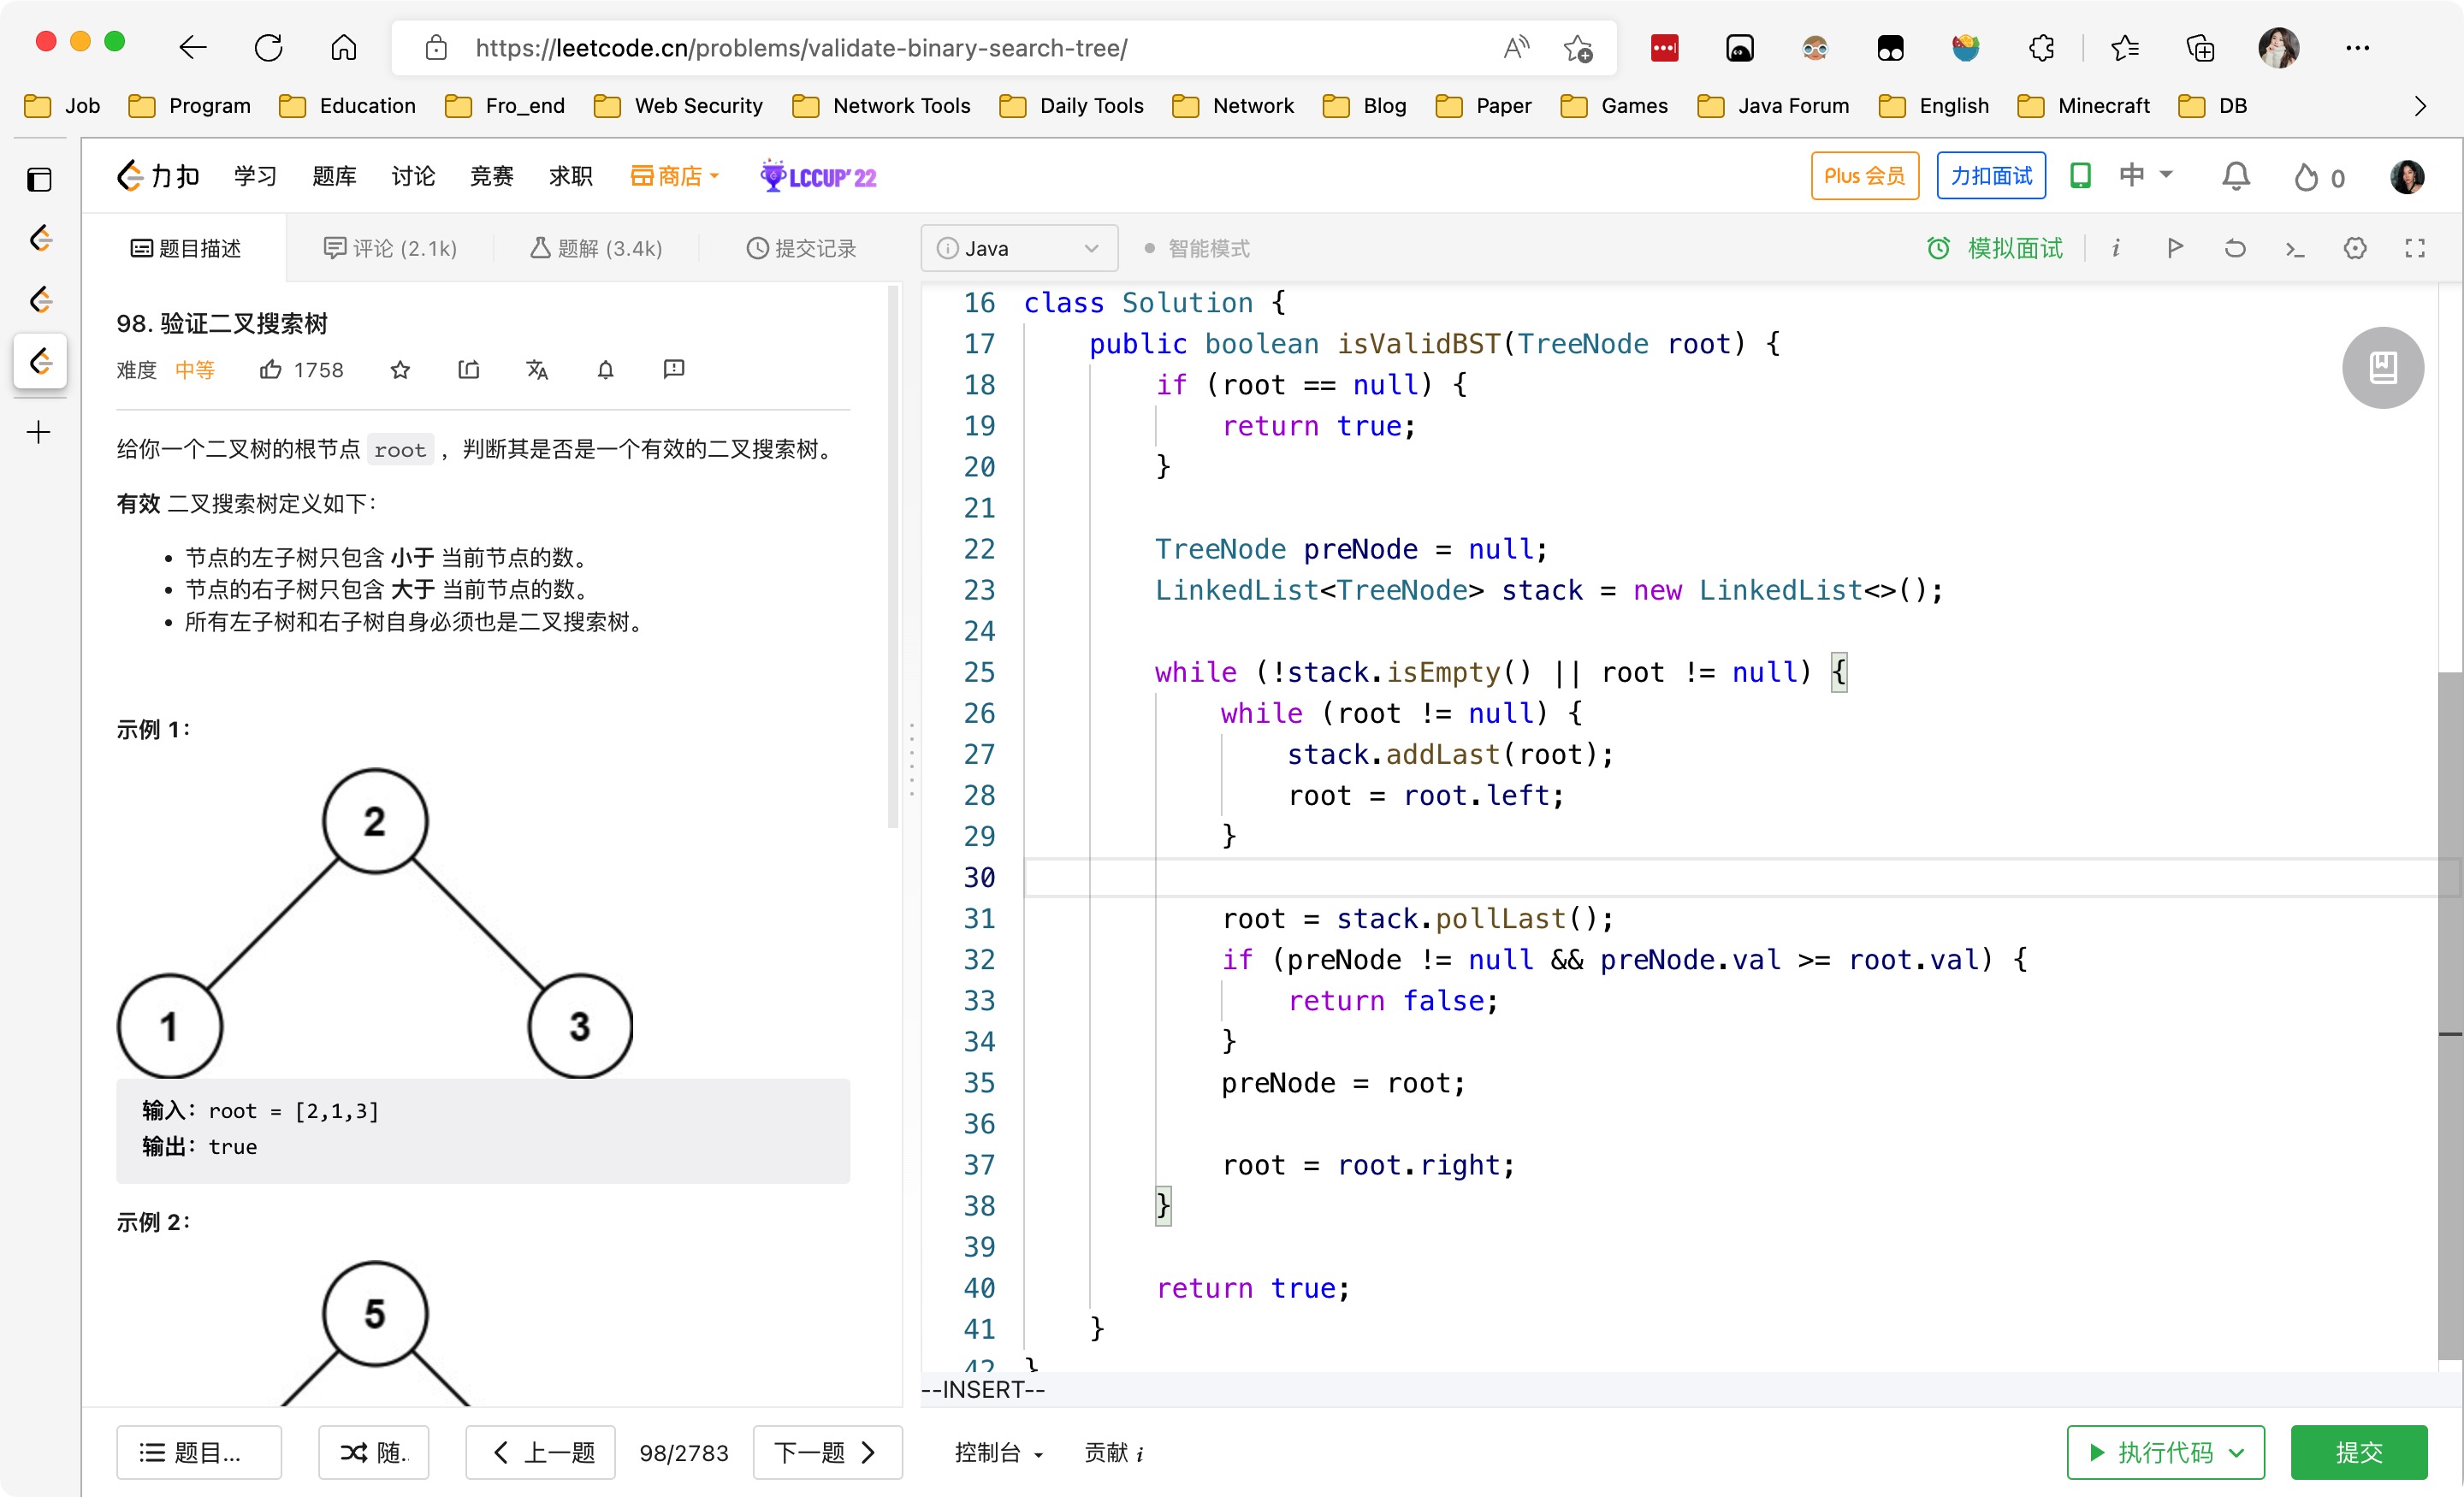 https://leetcode.cn/problems/validate-binary-search-tree/
Job Program Education Fro_end Web Security Network Tools Daily Tools Network Blog Paper Games Java Forum English Minecraft DB
力扣 学习 题库 讨论 竞赛 求职 商店 LCCUP'22 Plus 会员 力扣面试 中 0
题目描述 评论 (2.1k) 题解 (3.4k) 提交记录
Java 智能模式 模拟面试
98. 验证二叉搜索树
难度 中等 1758
给你一个二叉树的根节点 root ，判断其是否是一个有效的二叉搜索树。
有效 二叉搜索树定义如下：
• 节点的左子树只包含 小于 当前节点的数。
• 节点的右子树只包含 大于 当前节点的数。
• 所有左子树和右子树自身必须也是二叉搜索树。
示例 1：
2
1 3
输入：root = [2,1,3]
输出：true
示例 2：
5
16 class Solution {
17 public boolean isValidBST(TreeNode root) {
18 if (root == null) {
19 return true;
20 }
21
22 TreeNode preNode = null;
23 LinkedList<TreeNode> stack = new LinkedList<>();
24
25 while (!stack.isEmpty() || root != null) {
26 while (root != null) {
27 stack.addLast(root);
28 root = root.left;
29 }
30
31 root = stack.pollLast();
32 if (preNode != null && preNode.val >= root.val) {
33 return false;
34 }
35 preNode = root;
36
37 root = root.right;
38 }
39
40 return true;
41 }
42 }
--INSERT--
题目... 随. 上一题 98/2783 下一题
控制台 贡献 i 执行代码 提交